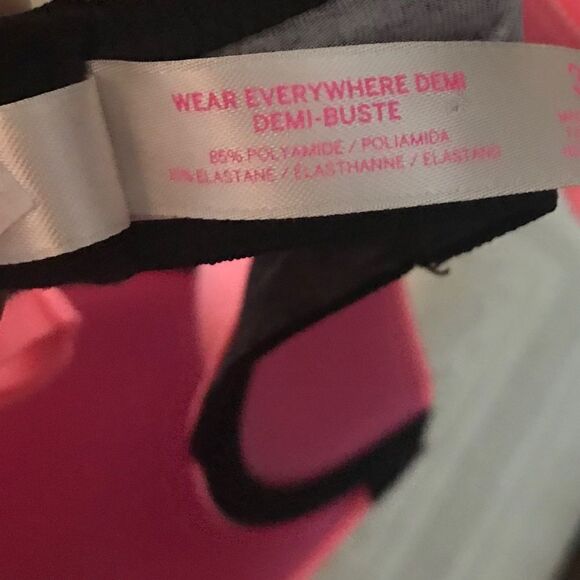 WEAR EVERYWHERE DEMI
DEMI-BUSTE
85% POLYAMIDE / POLIAMIDA
ELASTANE / ÉLASTHANNE / ELASTANO